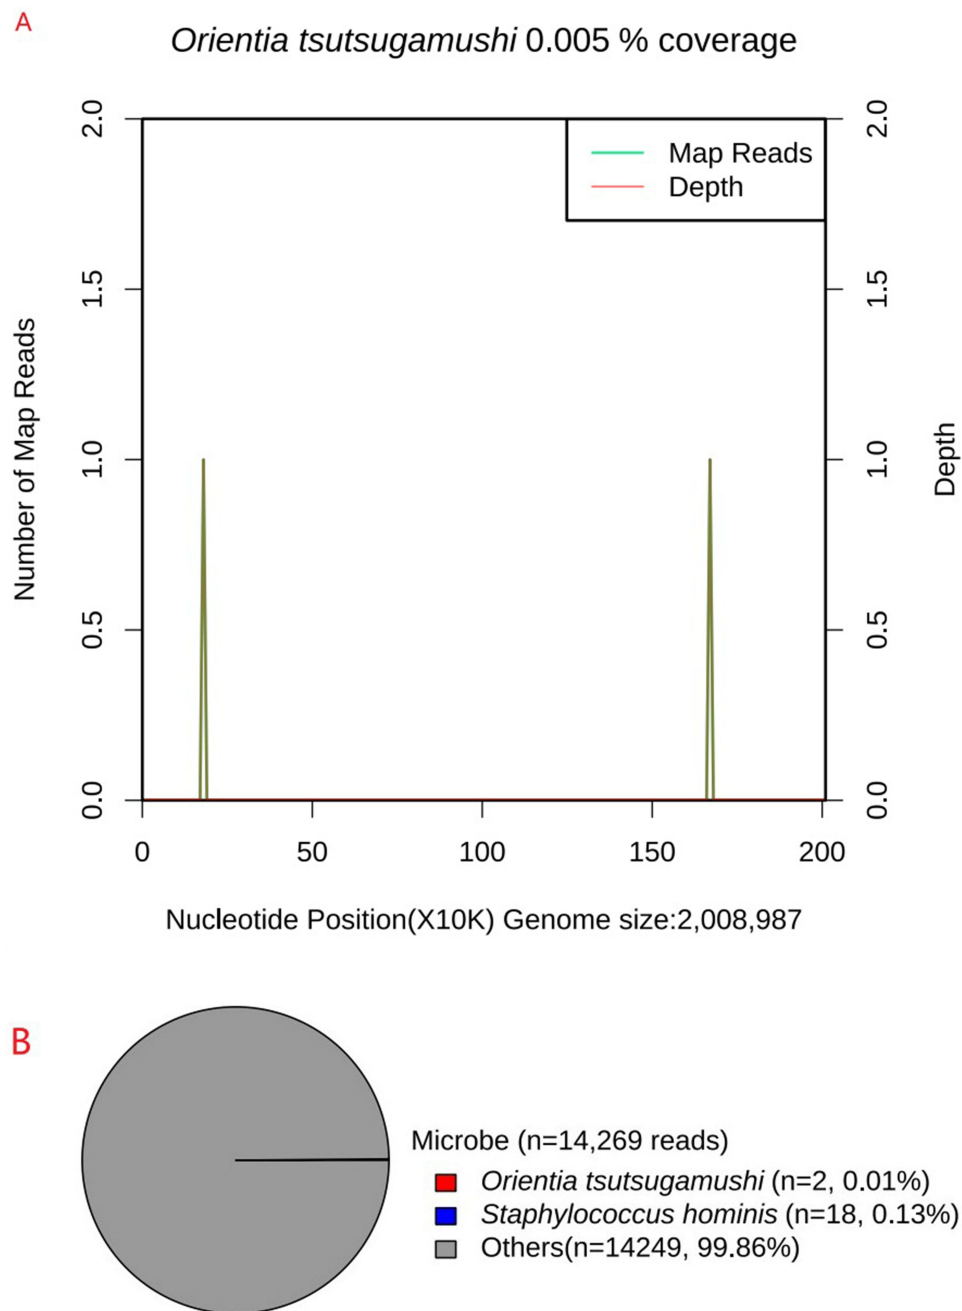 A
Orientia tsutsugamushi 0.005 % coverage
2.0
1.5
1.0
0.5
0.0
Number of Map Reads
Map Reads
Depth
2.0
1.5
1.0
0.5
0.0
Depth
0 50 100 150 200
Nucleotide Position(X10K) Genome size:2,008,987
B
Microbe (n=14,269 reads)
Orientia tsutsugamushi (n=2, 0.01%)
Staphylococcus hominis (n=18, 0.13%)
Others(n=14249, 99.86%)